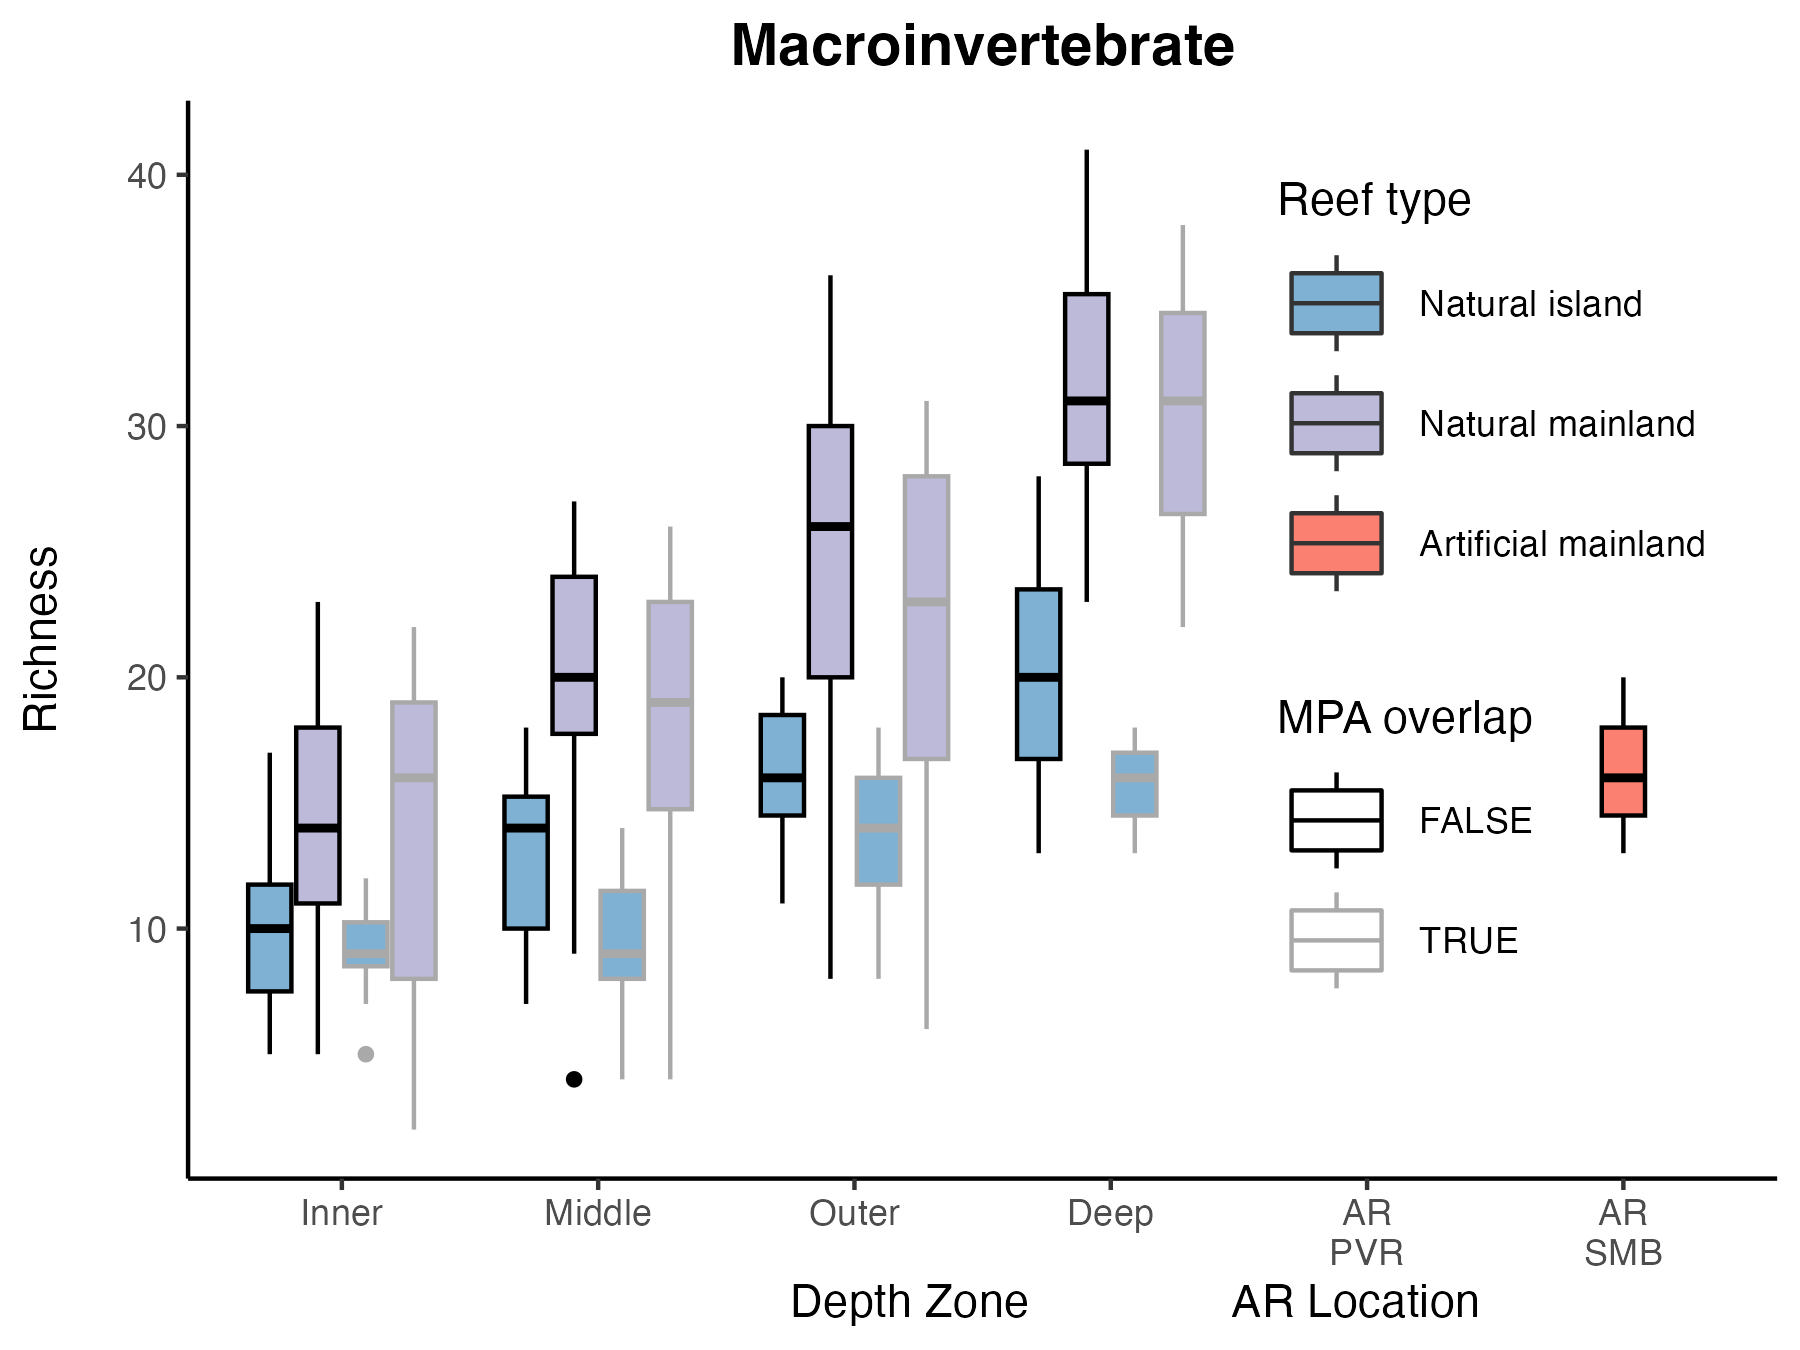 Macroinvertebrate
Richness
40
30
20
10
Reef type
Natural island
Natural mainland
Artificial mainland
MPA overlap
FALSE
TRUE
Inner
Middle
Outer
Deep
AR
PVR
AR
SMB
Depth Zone
AR Location